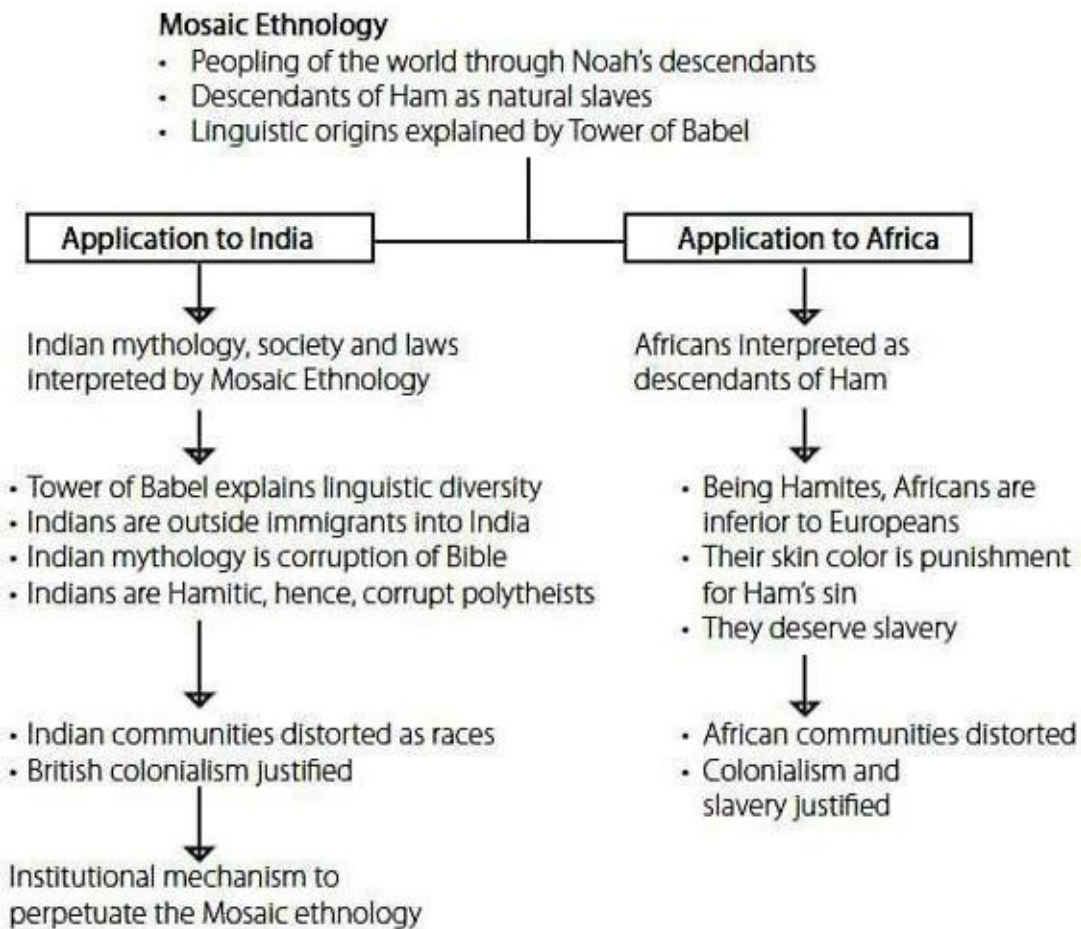 Mosaic Ethnology
• Peopling of the world through Noah's descendants
• Descendants of Ham as natural slaves
• Linguistic origins explained by Tower of Babel
Application to India
Indian mythology, society and laws
interpreted by Mosaic Ethnology
• Tower of Babel explains linguistic diversity
• Indians are outside immigrants into India
• Indian mythology is corruption of Bible
• Indians are Hamitic, hence, corrupt polytheists
• Indian communities distorted as races
• British colonialism justified
Institutional mechanism to
perpetuate the Mosaic ethnology
Application to Africa
Africans interpreted as
descendants of Ham
• Being Hamites, Africans are
inferior to Europeans
• Their skin color is punishment
for Ham's sin
• They deserve slavery
• African communities distorted
• Colonialism and
slavery justified